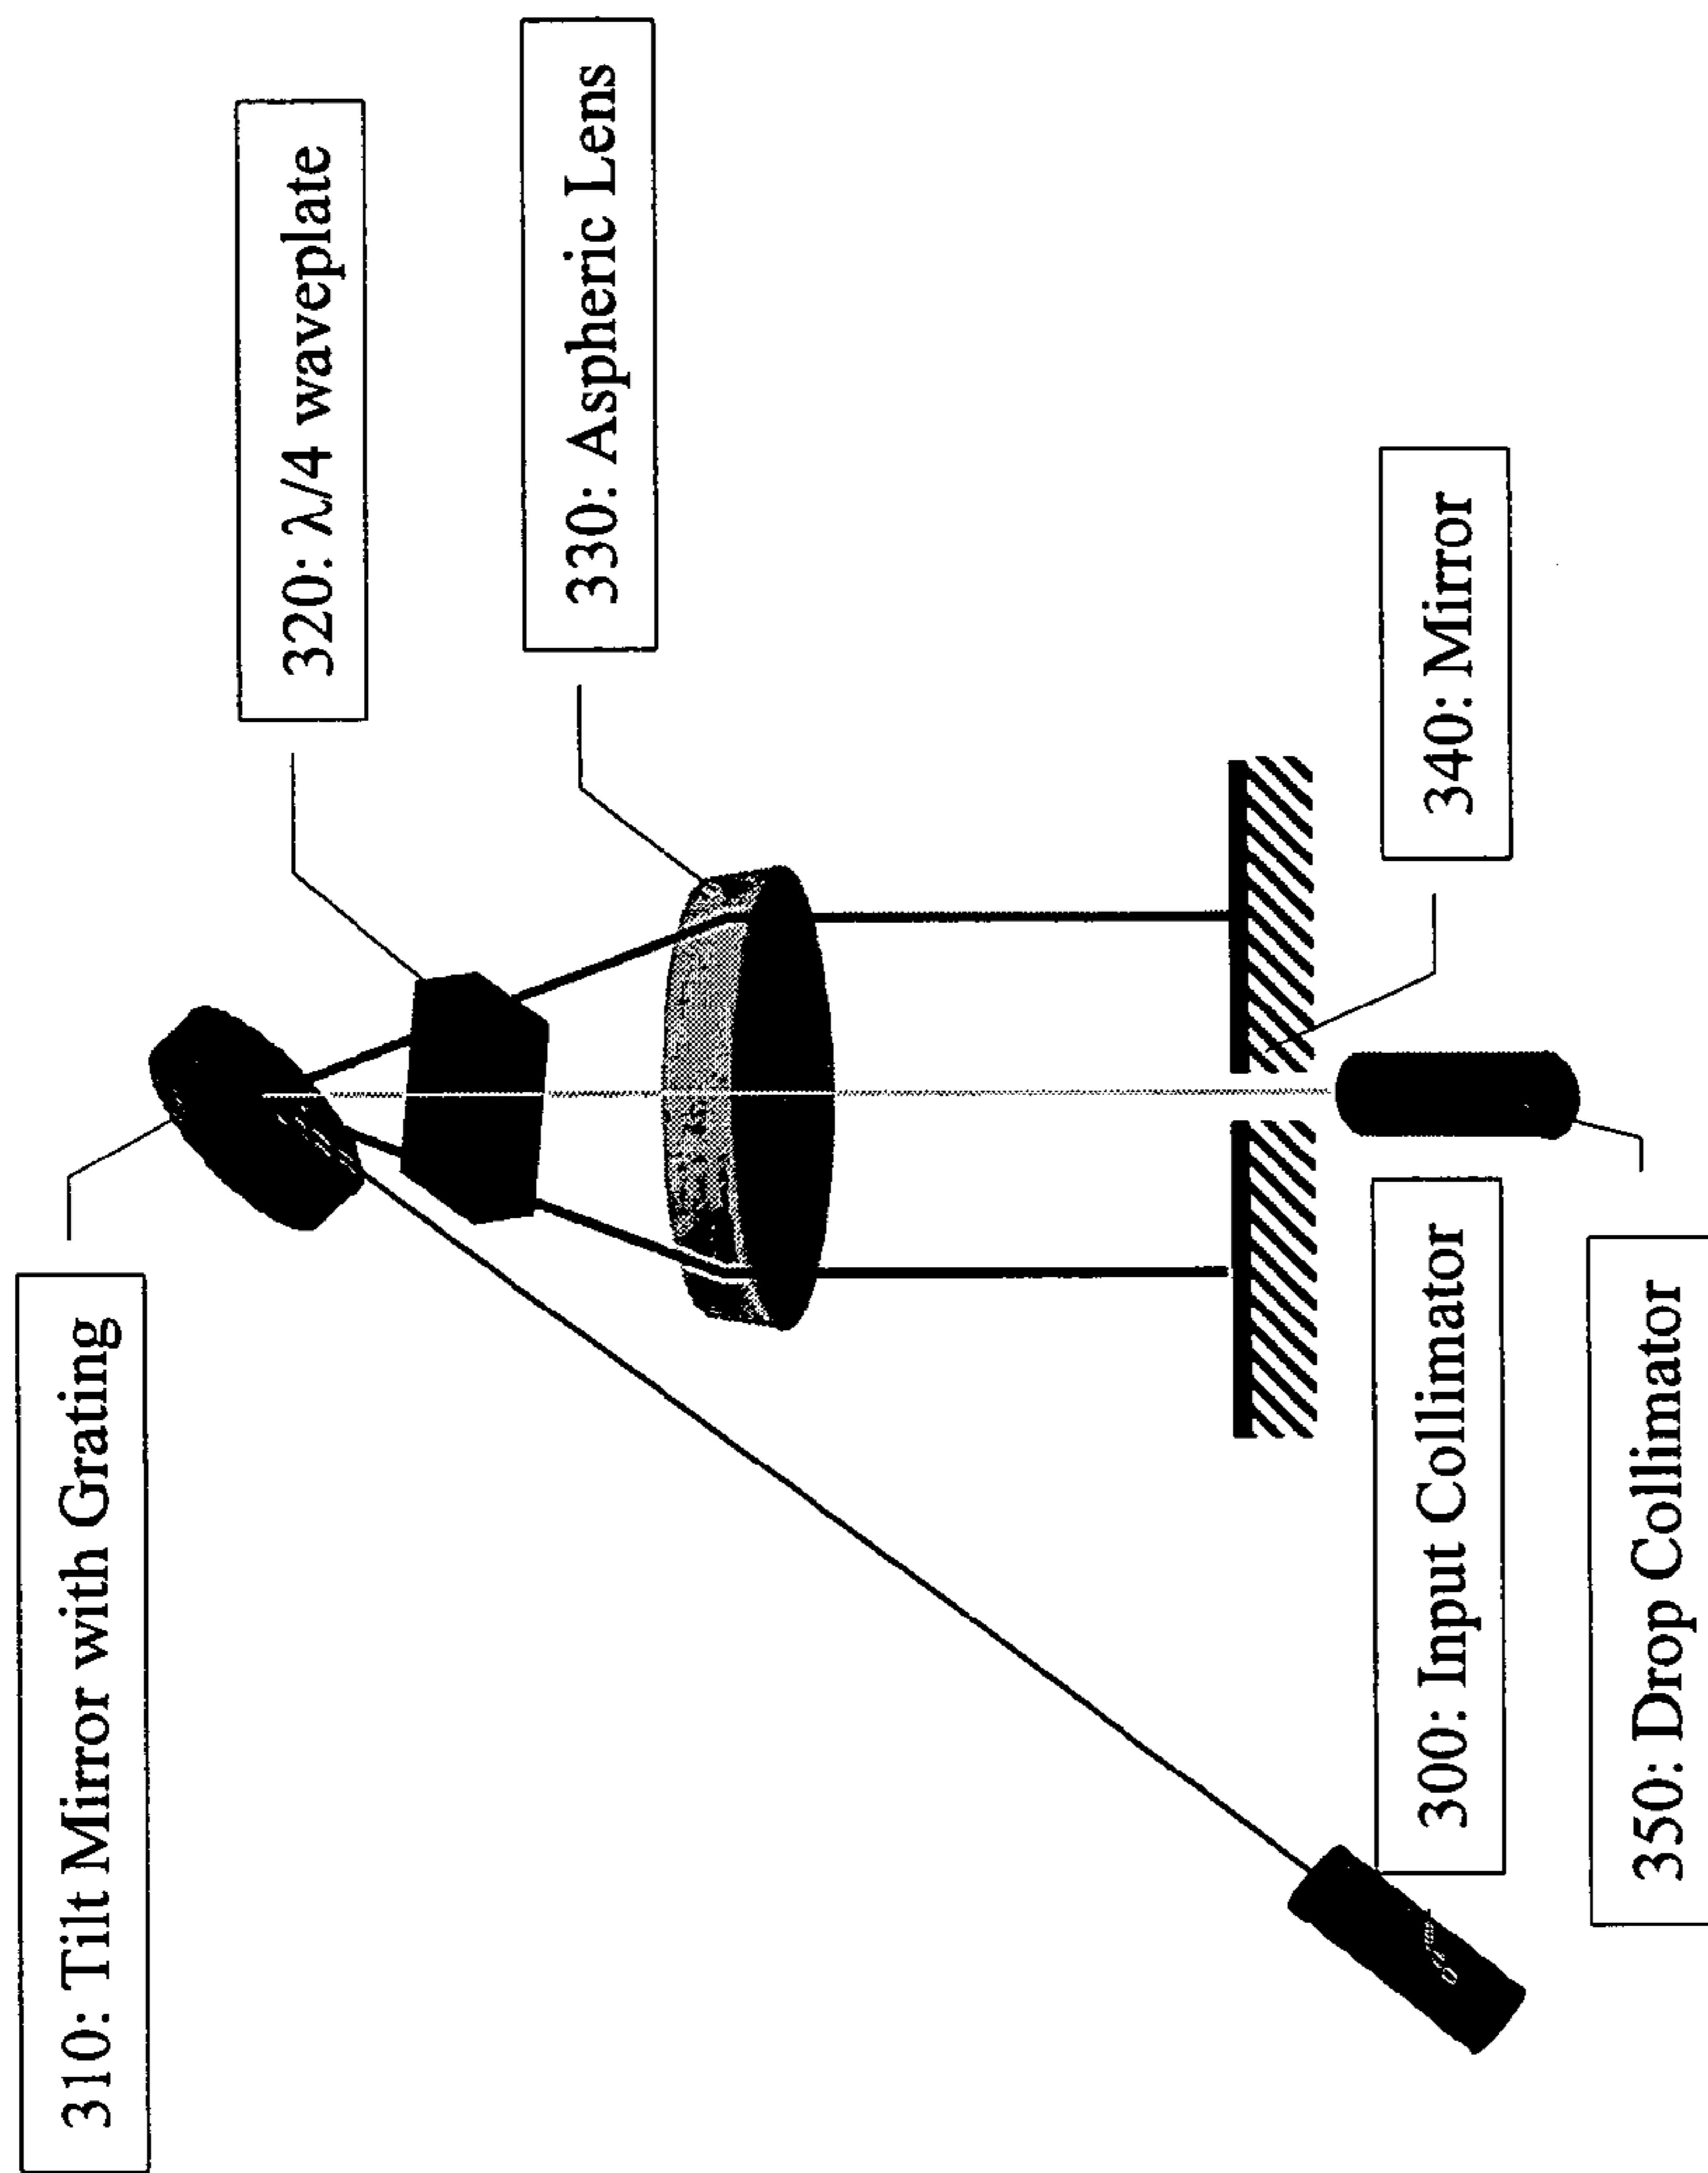 310: Tilt Mirror with Grating
320: λ/4 waveplate
330: Aspheric Lens
340: Mirror
300: Input Collimator
350: Drop Collimator